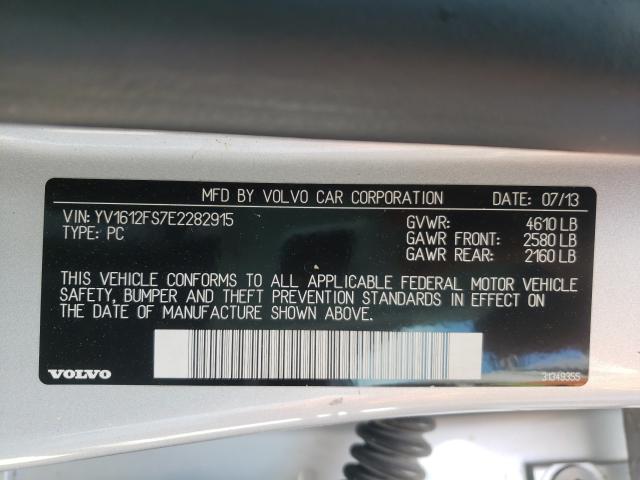 MFD BY VOLVO CAR CORPORATION DATE: 07/13
VIN: YV1612FS7E2282915 GVWR: 4610 LB
TYPE: PC GAWR FRONT: 2580 LB
GAWR REAR: 2160 LB
THIS VEHICLE CONFORMS TO ALL APPLICABLE FEDERAL MOTOR VEHICLE
SAFETY, BUMPER AND THEFT PREVENTION STANDARDS IN EFFECT ON
THE DATE OF MANUFACTURE SHOWN ABOVE.
VOLVO 31349355